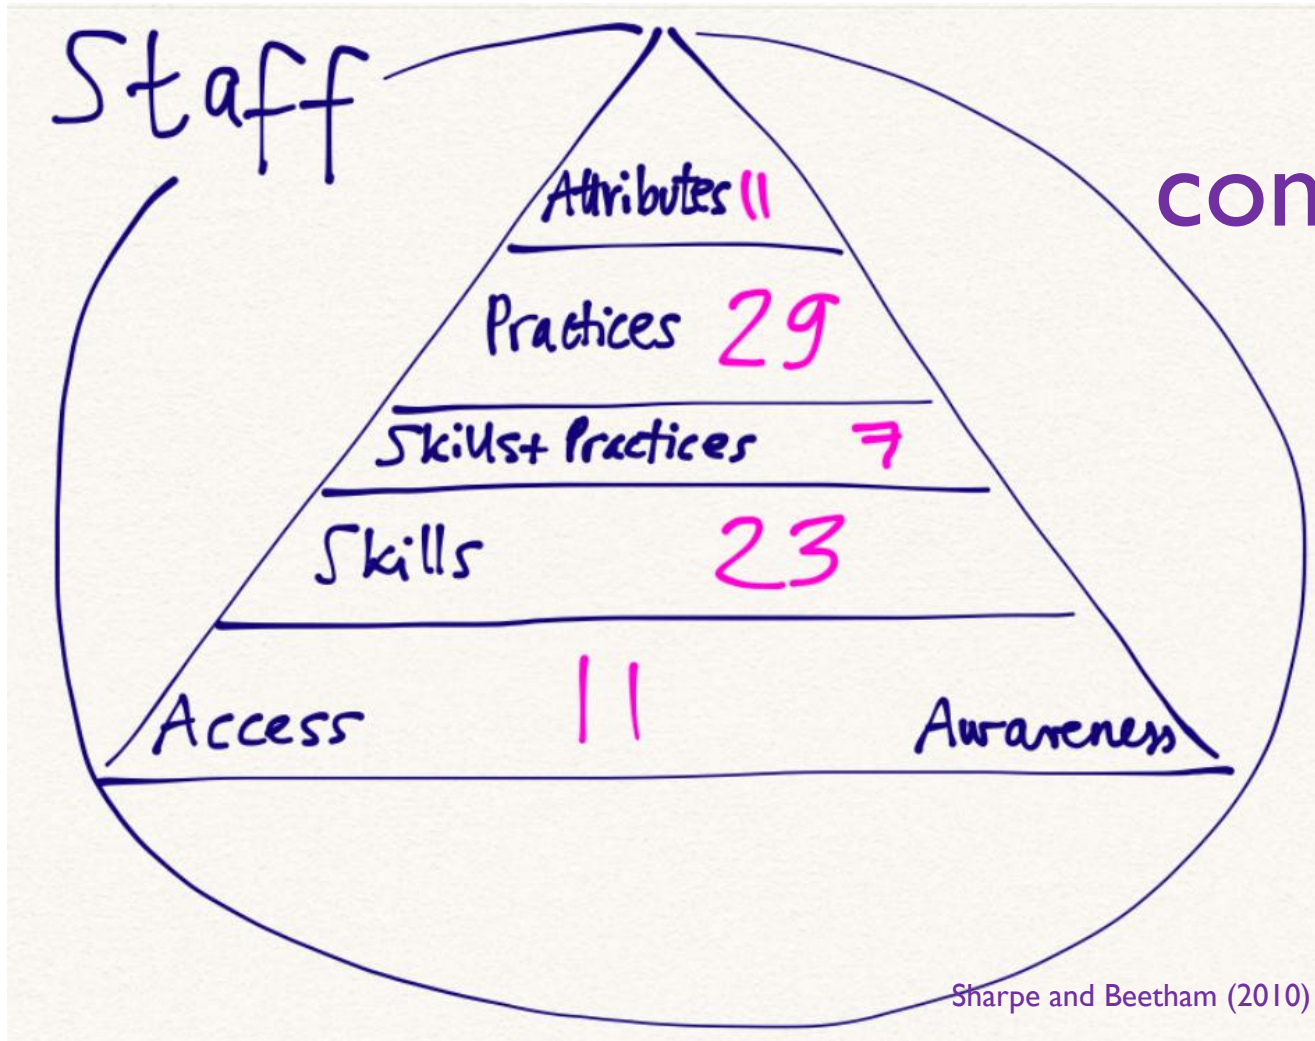 Staff
con
Attributes 11
Practices 29
Skills+ Practices 7
Skills 23
Access 11 Awareness
Sharpe and Beetham (2010)